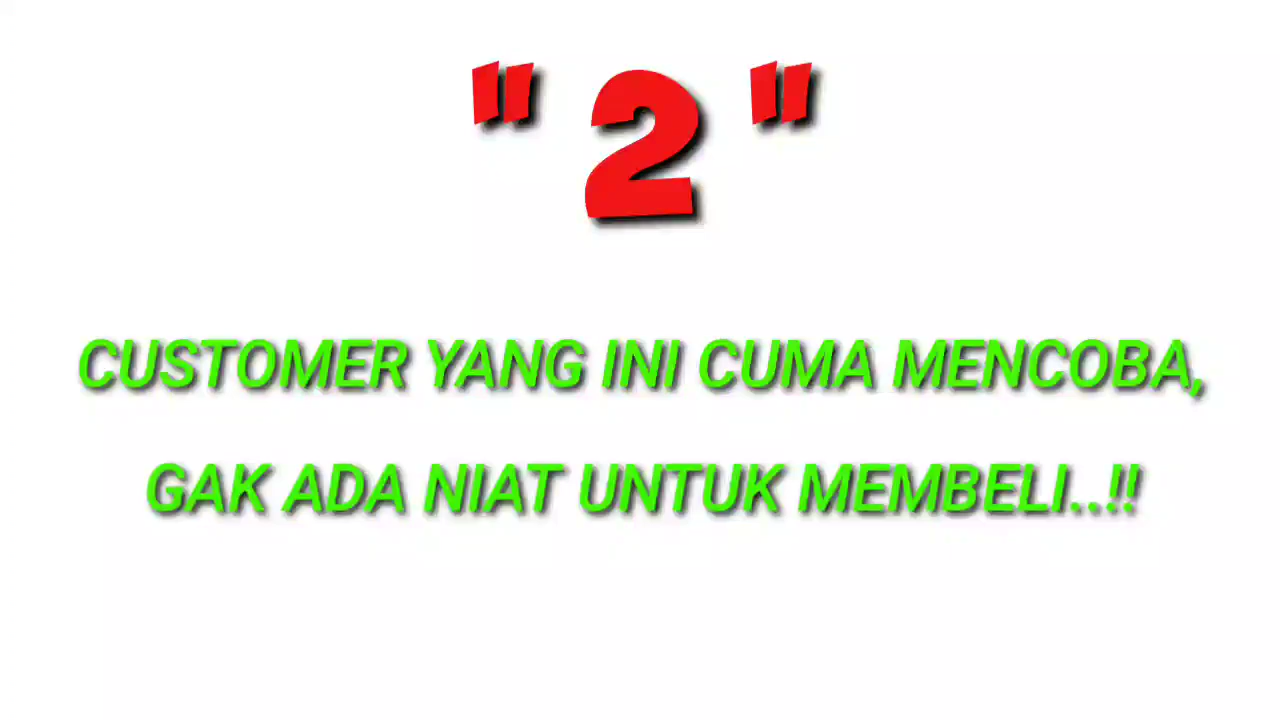 "2"
CUSTOMER YANG INI CUMA MENCOBA,
GAK ADA NIAT UNTUK MEMBELI..!!